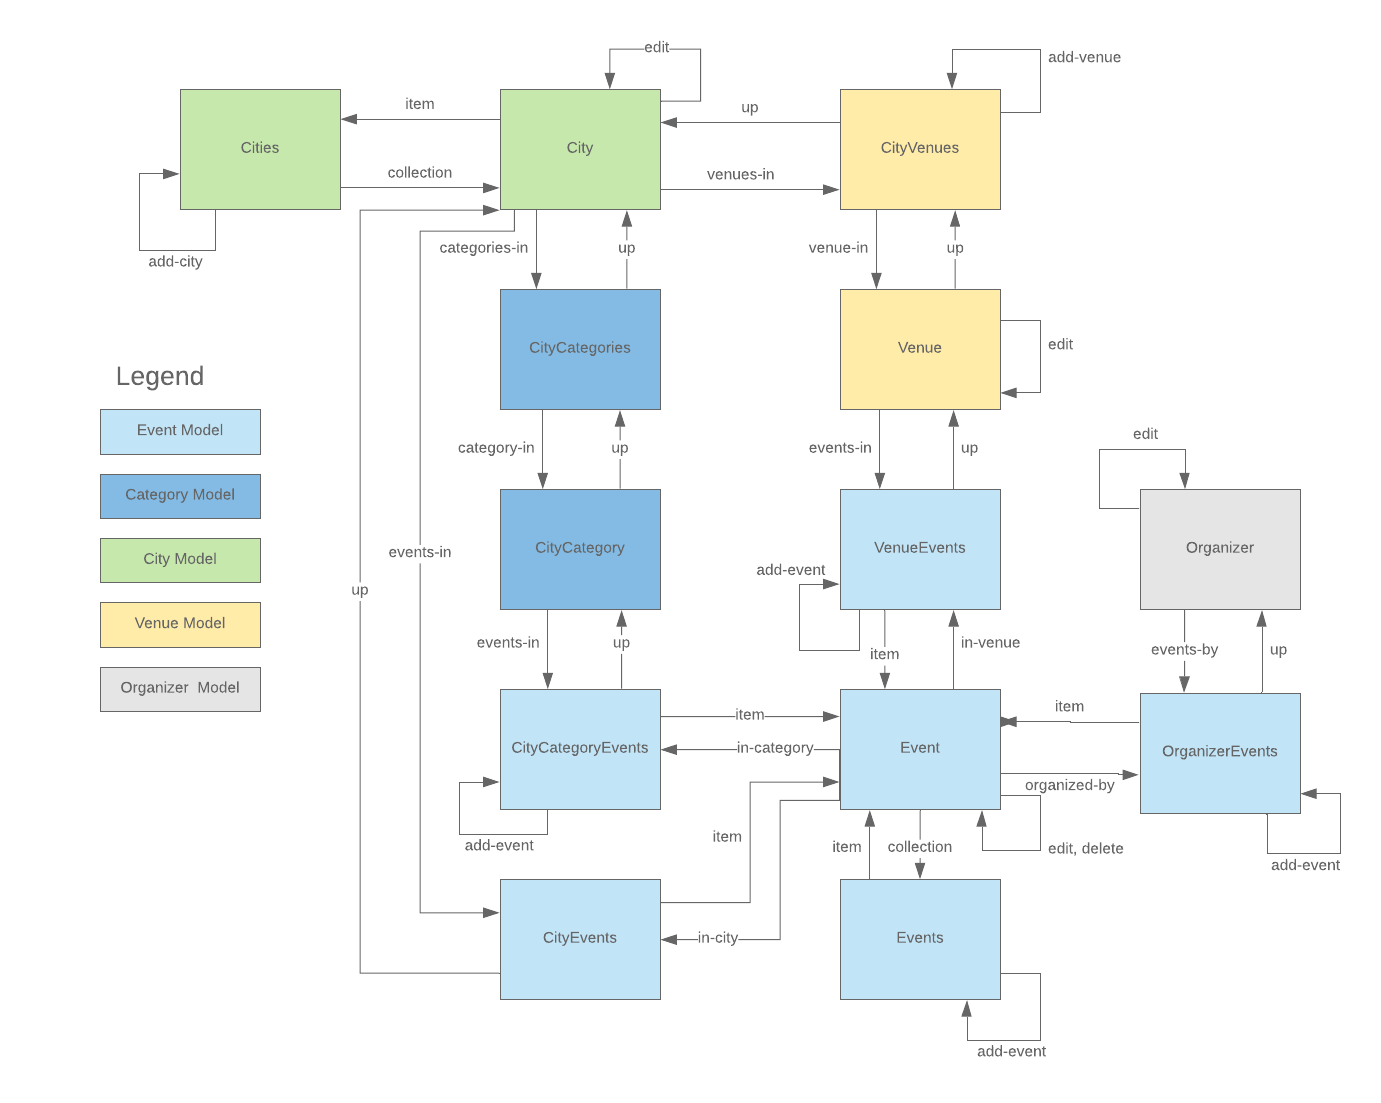 edit
add-venue
item
up
Cities
City
CityVenues
collection
venues-in
add-city
categories-in
up
venue-in
up
CityCategories
Venue
edit
Legend
Event Model
category-in
up
events-in
up
edit
Category Model
CityCategory
VenueEvents
Organizer
City Model
events-in
add-event
up
Venue Model
events-in
up
item
in-venue
events-by
up
Organizer  Model
item
item
CityCategoryEvents
in-category
Event
OrganizerEvents
organized-by
add-event
item
item
collection
edit, delete
add-event
CityEvents
in-city
Events
add-event